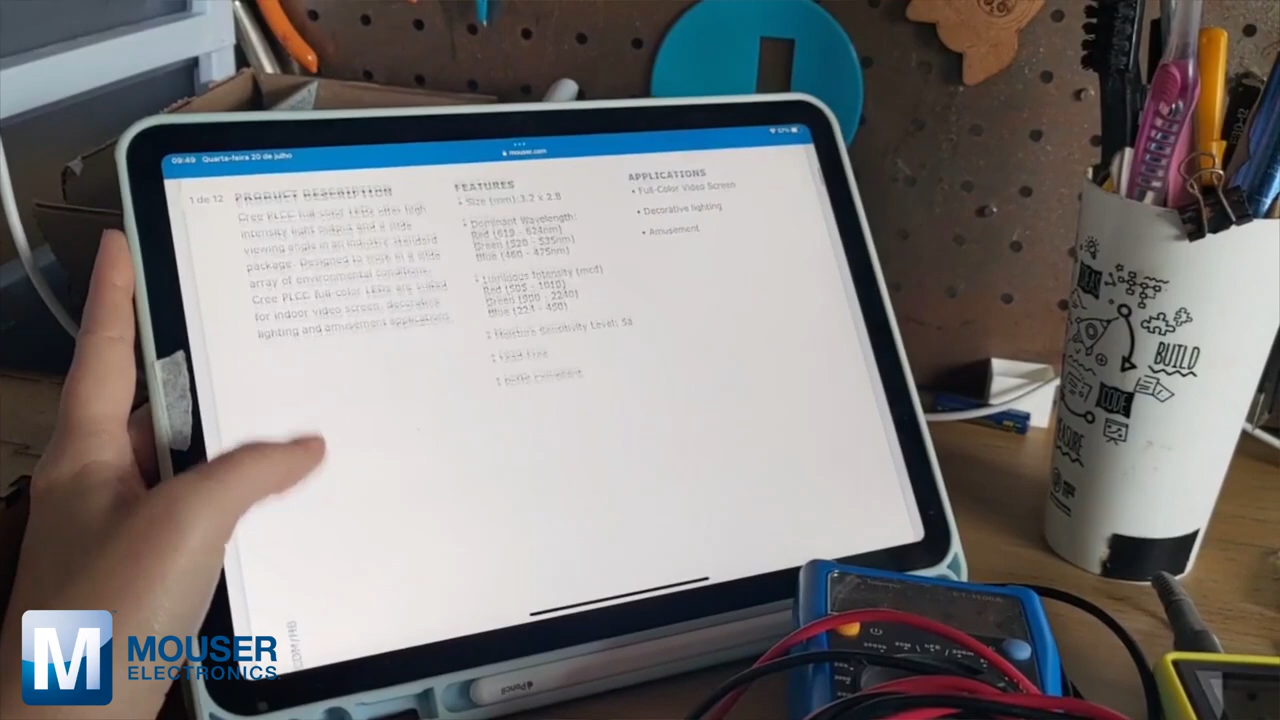 09:49 Quarta-feira 20 de julho
mouser.com
57%
1 de 12
PRODUCT DESCRIPTION
Cree PLCC full-color LEDs offer high
intensity light output and a wide
viewing angle in an industry standard
package. Designed to work in a wide
array of environmental conditions,
Cree PLCC full-color LEDs are suited
for indoor video screen, decorating
lighting and amusement applications.
FEATURES
• Size (mm):3.2 x 2.8
• Dominant Wavelength:
Red (619 - 624nm)
Green (520 - 535nm)
Blue (460 - 475nm)
• Luminous Intensity (mcd)
Red (505 - 1010)
Green (900 - 2240)
Blue (224 - 450)
• Moisture Sensitivity Level: 5a
• Lead-Free
• RoHS compliant
APPLICATIONS
• Full-Color Video Screen
• Decorative lighting
• Amusement
COM/HB
Pencil
IDEAS
BUILD
CODE
MEASURE
M
MOUSER
ELECTRONICS